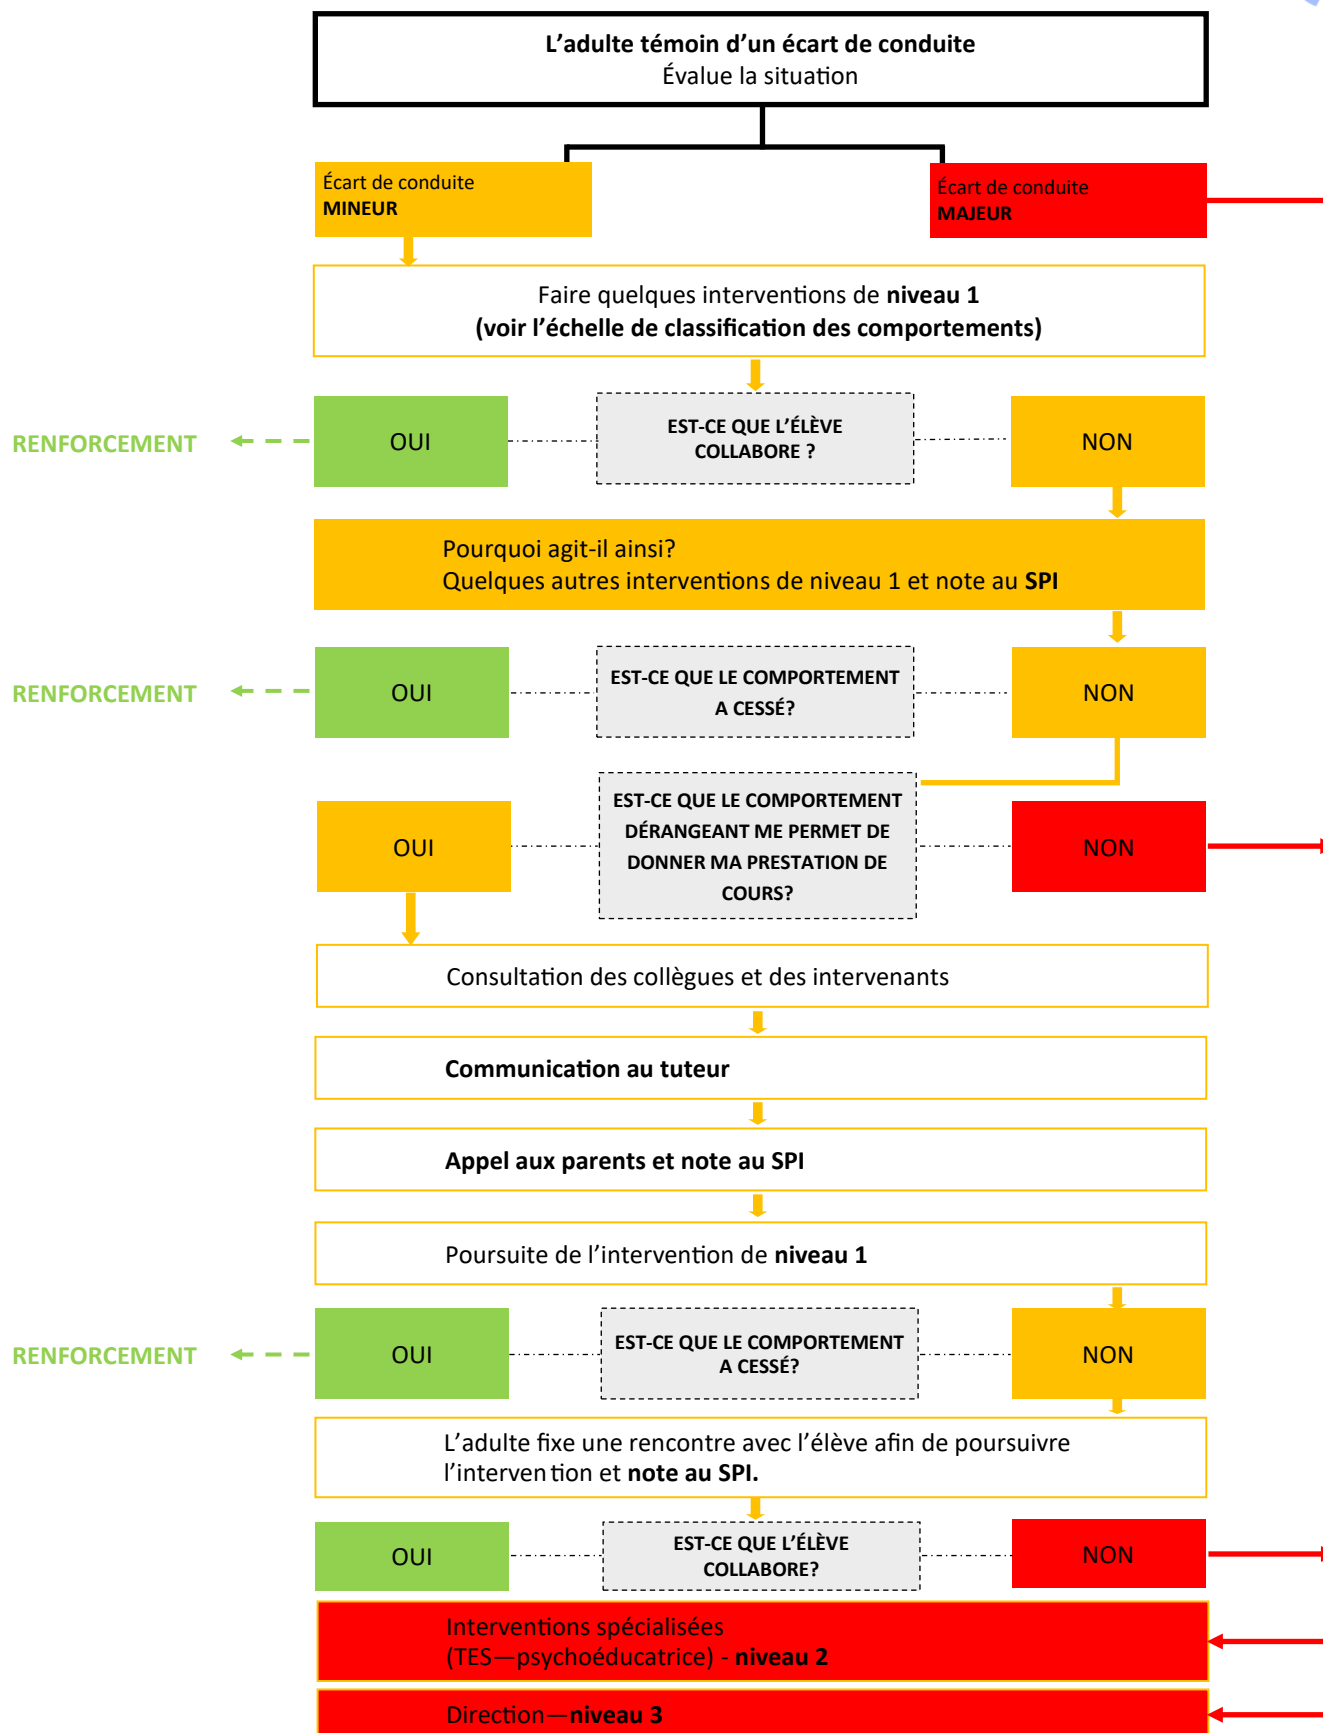 L’adulte témoin d’un écart de conduite
Évalue la situation
Écart de conduite
MINEUR
Écart de conduite
MAJEUR
Faire quelques interventions de niveau 1
(voir l’échelle de classification des comportements)
RENFORCEMENT
OUI
EST-CE QUE L’ÉLÈVE
COLLABORE ?
NON
Pourquoi agit-il ainsi?
Quelques autres interventions de niveau 1 et note au SPI
RENFORCEMENT
OUI
EST-CE QUE LE COMPORTEMENT
A CESSÉ?
NON
OUI
EST-CE QUE LE COMPORTEMENT
DÉRANGEANT ME PERMET DE
DONNER MA PRESTATION DE
COURS?
NON
Consultation des collègues et des intervenants
Communication au tuteur
Appel aux parents et note au SPI
Poursuite de l’intervention de niveau 1
RENFORCEMENT
OUI
EST-CE QUE LE COMPORTEMENT
A CESSÉ?
NON
L’adulte fixe une rencontre avec l’élève afin de poursuivre
l’intervention et note au SPI.
OUI
EST-CE QUE L’ÉLÈVE
COLLABORE?
NON
Interventions spécialisées
(TES—psychoéducatrice) - niveau 2
Direction—niveau 3